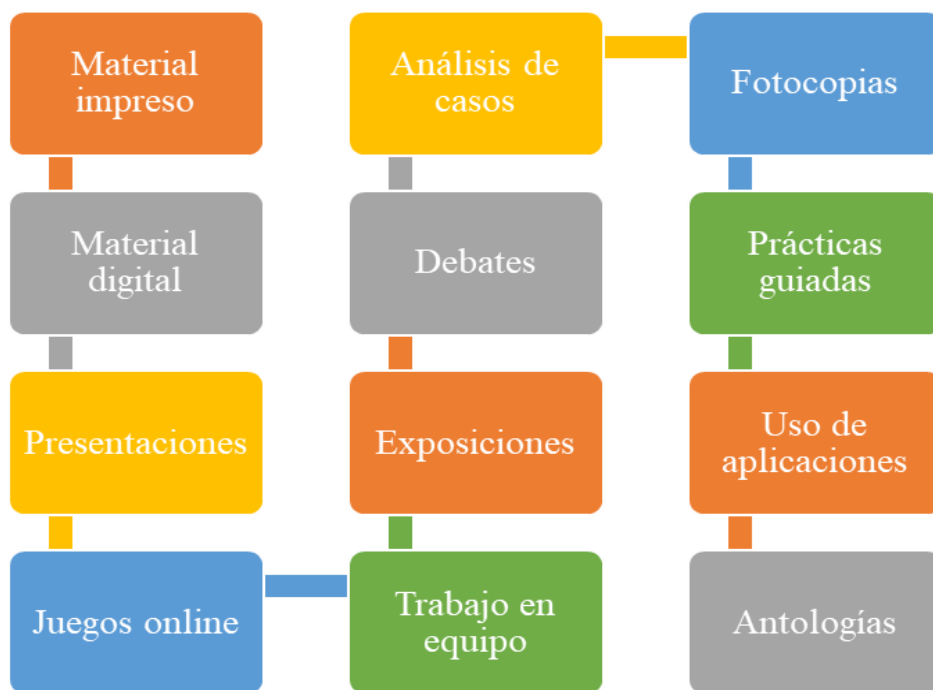 Material
impreso
Material
digital
Presentaciones
Juegos online
Trabajo en
equipo
Exposiciones
Debates
Análisis de
casos
Fotocopias
Prácticas
guiadas
Uso de
aplicaciones
Antologías